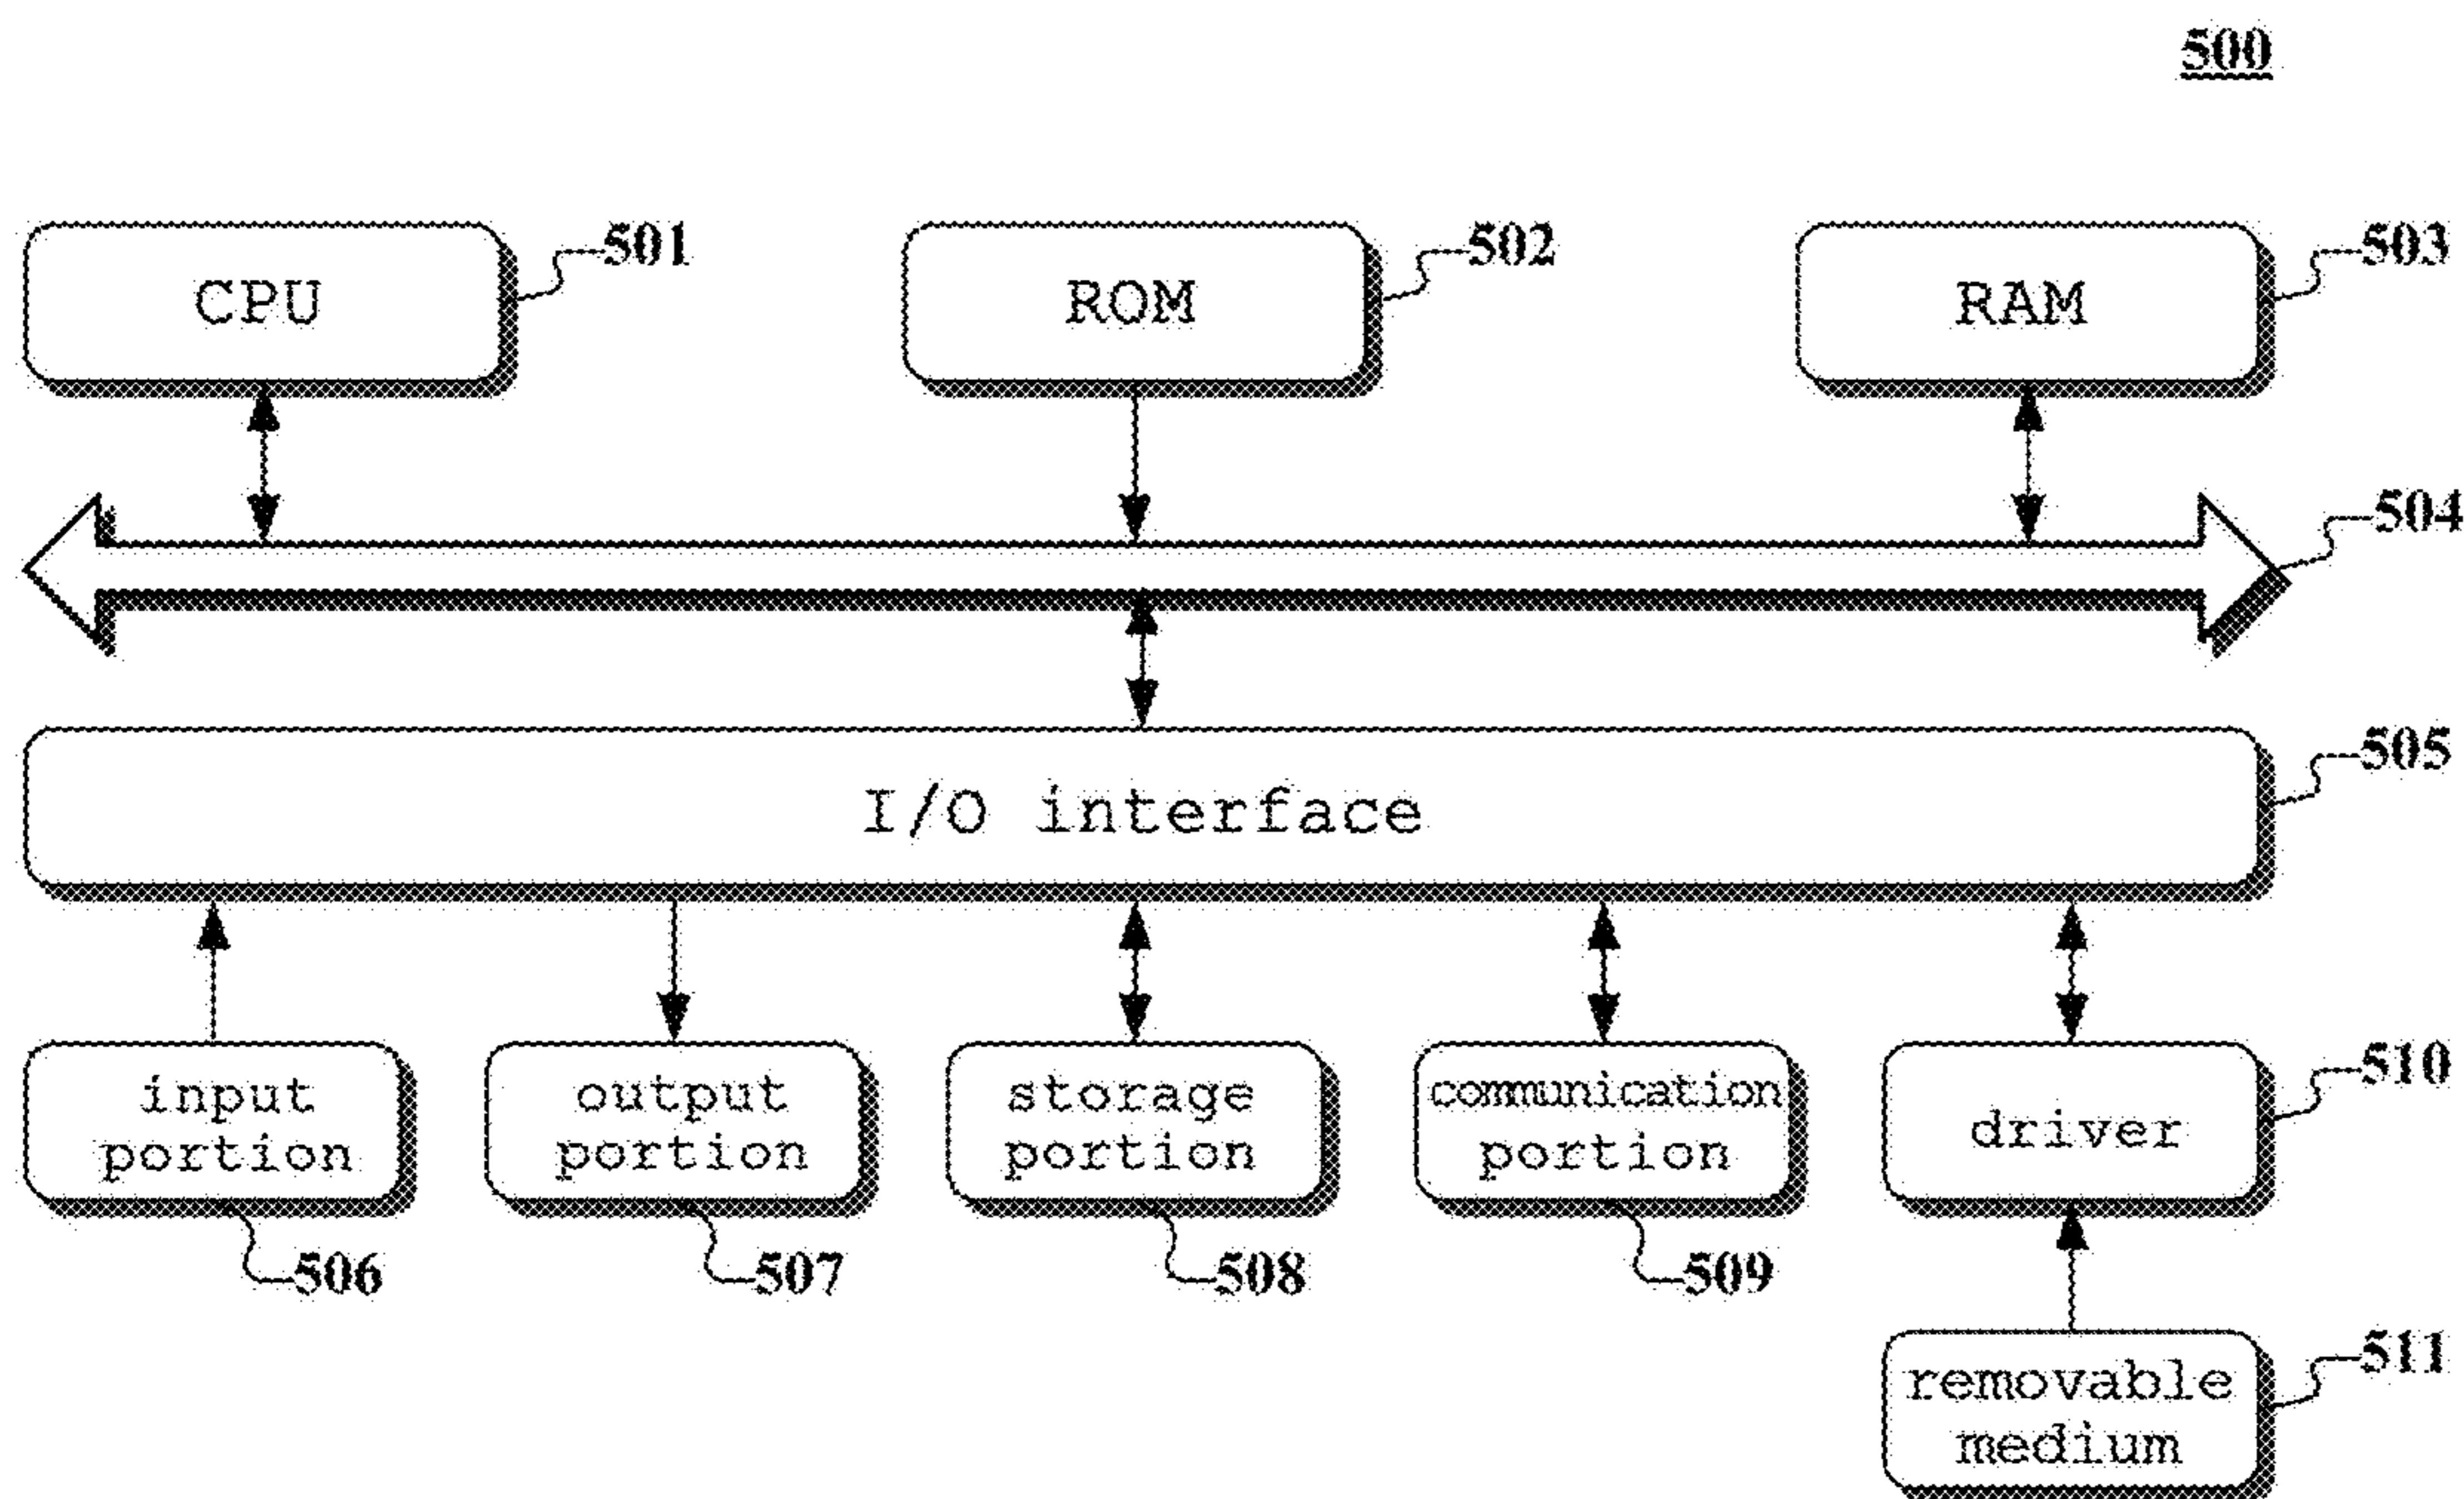 500
CPU
501
ROM
502
RAM
503
504
I/O interface
505
input
portion
506
output
portion
507
storage
portion
508
communication
portion
509
driver
510
removable
medium
511